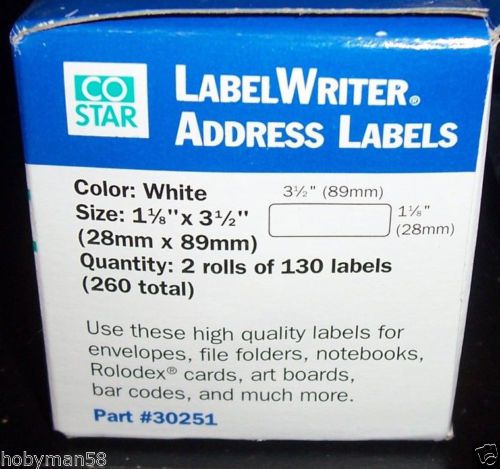 CO
STAR
LABELWRITER®
ADDRESS LABELS
Color: White
Size: 1⅛" x 3½"
(28mm x 89mm)
3½" (89mm)
1⅛"
(28mm)
Quantity: 2 rolls of 130 labels
(260 total)
Use these high quality labels for
envelopes, file folders, notebooks,
Rolodex® cards, art boards,
bar codes, and much more.
Part #30251
hobyman58